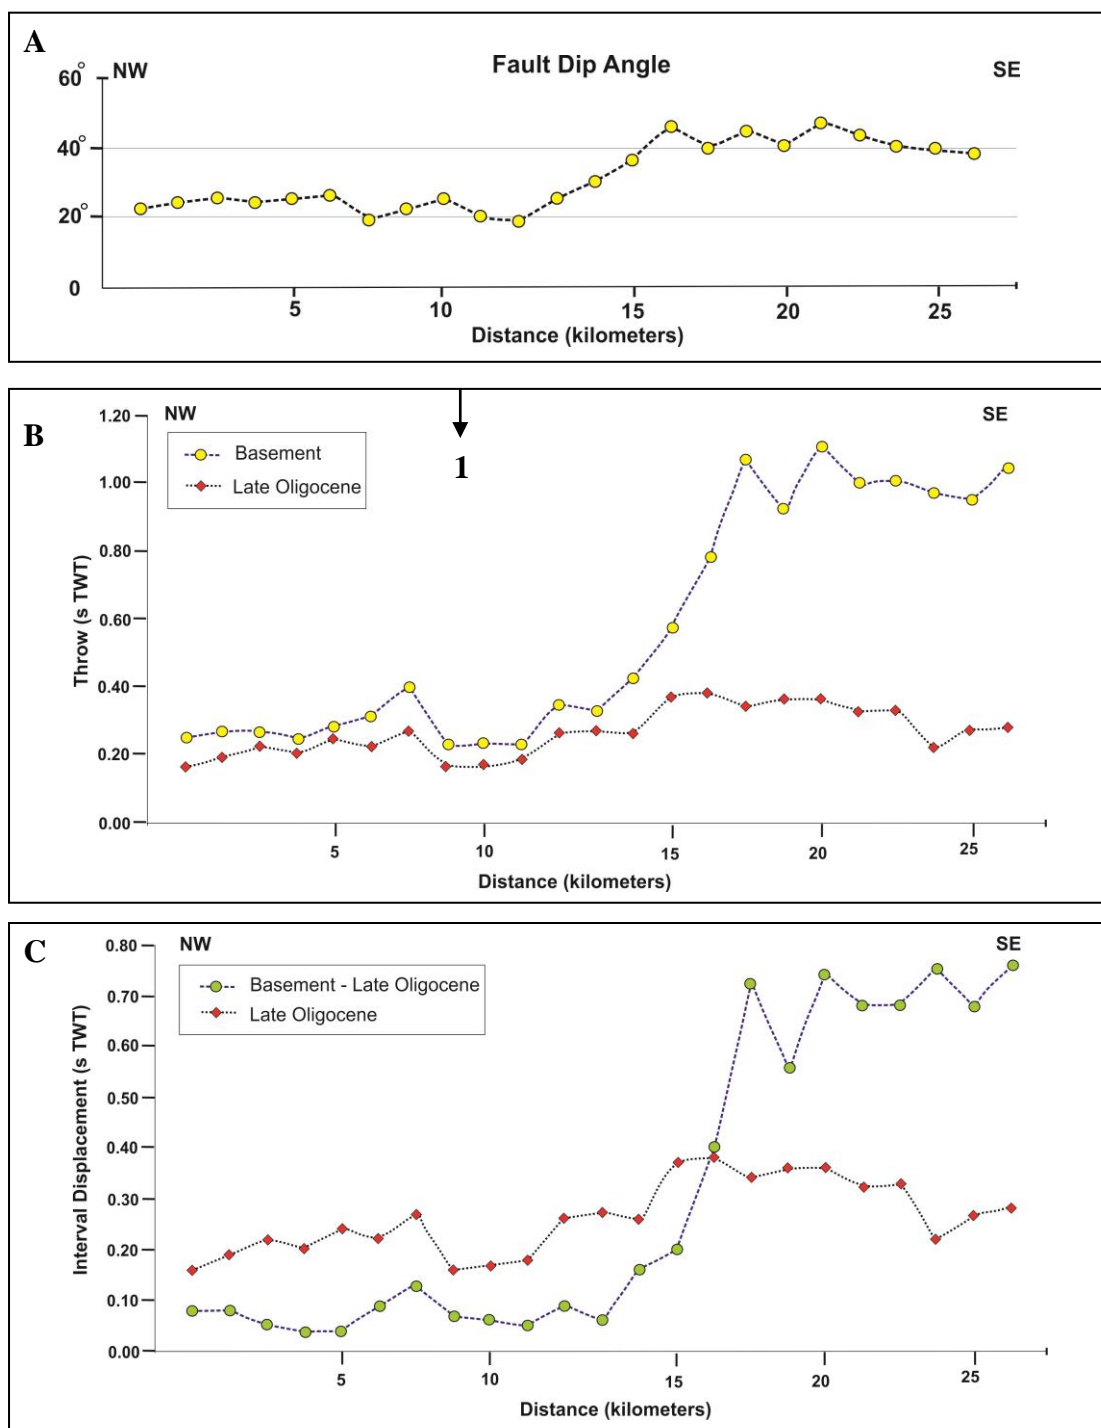 A
Fault Dip Angle
NW
SE
60°
40°
20°
0
5 10 15 20 25
Distance (kilometers)
B
NW
SE
1
Basement
Late Oligocene
1.20
1.00
0.80
0.60
0.40
0.20
0.00
Throw (s TWT)
5 10 15 20 25
Distance (kilometers)
C
NW
SE
Basement - Late Oligocene
Late Oligocene
0.80
0.70
0.60
0.50
0.40
0.30
0.20
0.10
0.00
Interval Displacement (s TWT)
5 10 15 20 25
Distance (kilometers)